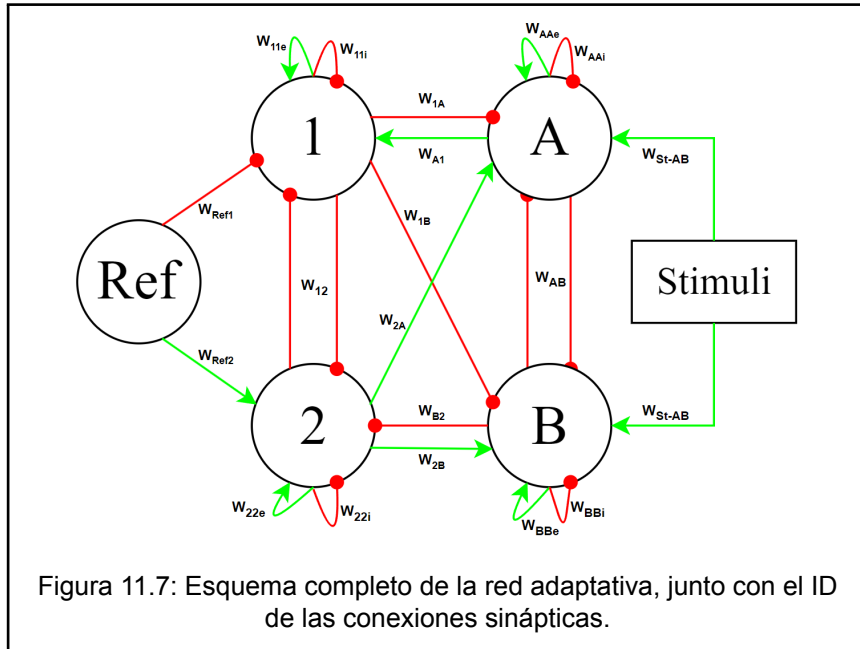 W11e
W11i
WAAe
WAAi
W1A
1
A
WA1
WSt-AB
WRef1
W1B
Ref
W12
WAB
Stimuli
W2A
WRef2
2
WB2
B
WSt-AB
W2B
W22e
W22i
WBBe
WBBi
Figura 11.7: Esquema completo de la red adaptativa, junto con el ID
de las conexiones sinápticas.